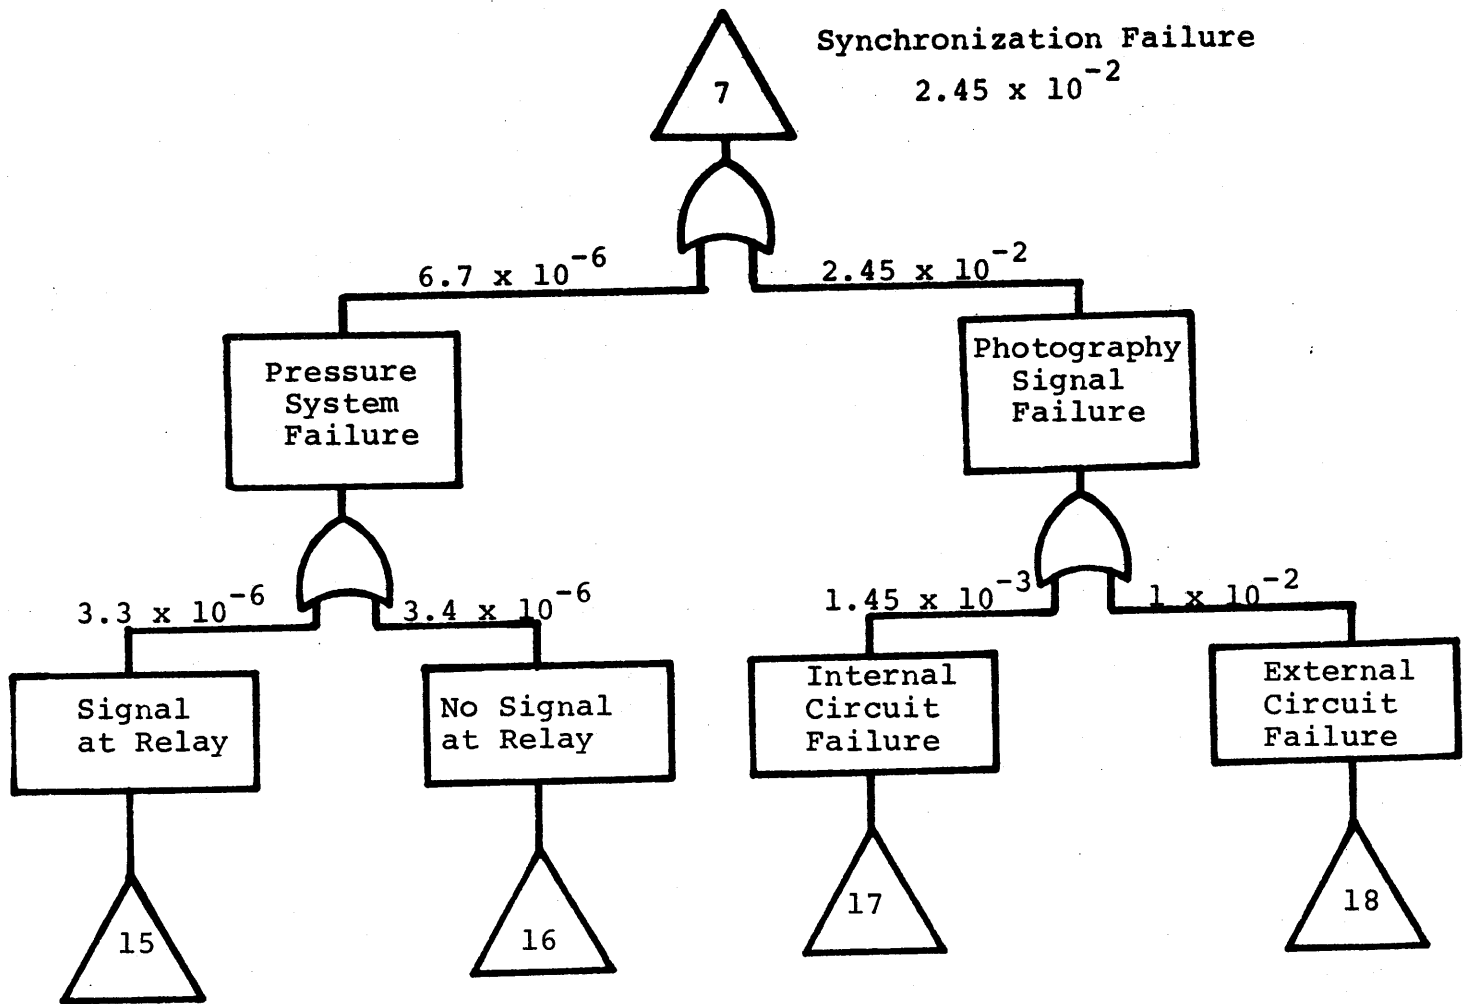 Synchronization Failure
2.45 x 10⁻²
7
6.7 x 10⁻⁶
2.45 x 10⁻²
Pressure
System
Failure
Photography
Signal
Failure
3.3 x 10⁻⁶
3.4 x 10⁻⁶
1.45 x 10⁻³
1 x 10⁻²
Signal
at Relay
No Signal
at Relay
Internal
Circuit
Failure
External
Circuit
Failure
15
16
17
18